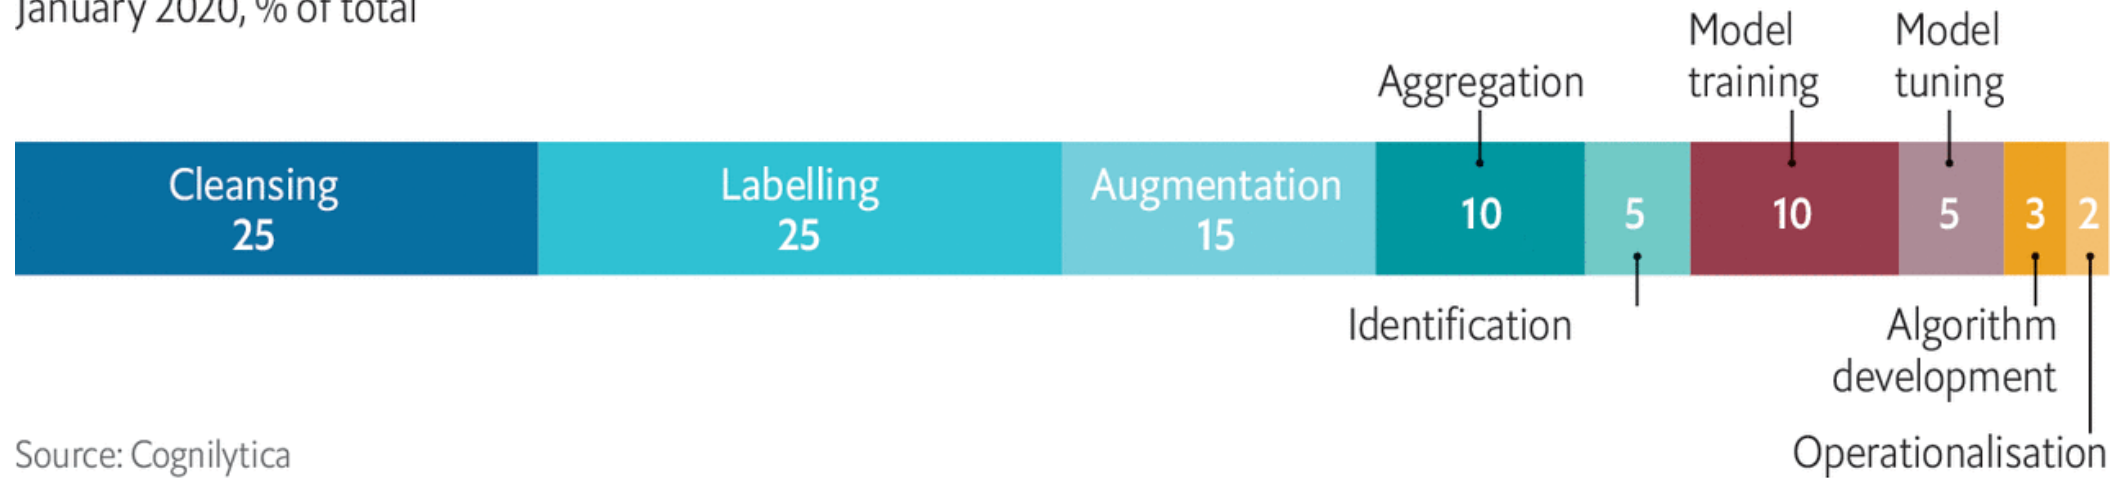 January 2020, % of total
Model
training
Model
tuning
Aggregation
Cleansing
25
Labelling
25
Augmentation
15
10
5
10
5
3
2
Identification
Algorithm
development
Operationalisation
Source: Cognilytica